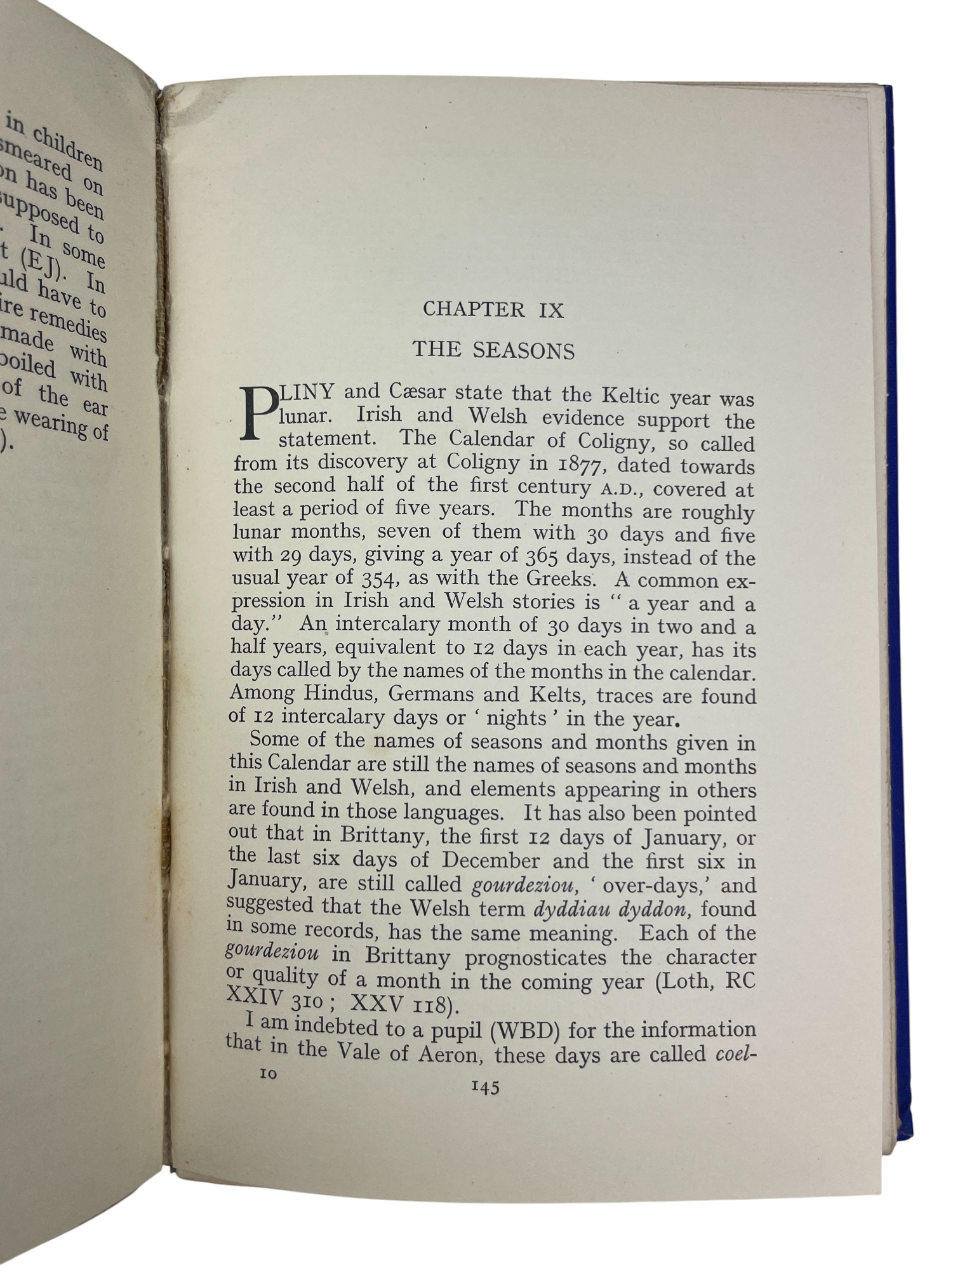 in children
smeared on
on has been
supposed to
. In some
t (EJ). In
uld have to
ire remedies
made with
boiled with
of the ear
e wearing of
).
CHAPTER IX
THE SEASONS
PLINY and Cæsar state that the Keltic year was
lunar. Irish and Welsh evidence support the
statement. The Calendar of Coligny, so called
from its discovery at Coligny in 1877, dated towards
the second half of the first century A.D., covered at
least a period of five years. The months are roughly
lunar months, seven of them with 30 days and five
with 29 days, giving a year of 365 days, instead of the
usual year of 354, as with the Greeks. A common ex-
pression in Irish and Welsh stories is “ a year and a
day.” An intercalary month of 30 days in two and a
half years, equivalent to 12 days in each year, has its
days called by the names of the months in the calendar.
Among Hindus, Germans and Kelts, traces are found
of 12 intercalary days or ‘ nights ’ in the year.
Some of the names of seasons and months given in
this Calendar are still the names of seasons and months
in Irish and Welsh, and elements appearing in others
are found in those languages. It has also been pointed
out that in Brittany, the first 12 days of January, or
the last six days of December and the first six in
January, are still called gourdeziou, ‘ over-days,’ and
suggested that the Welsh term dyddiau dyddon, found
in some records, has the same meaning. Each of the
gourdeziou in Brittany prognosticates the character
or quality of a month in the coming year (Loth, RC
XXIV 310 ; XXV 118).
I am indebted to a pupil (WBD) for the information
that in the Vale of Aeron, these days are called coel-
10
145